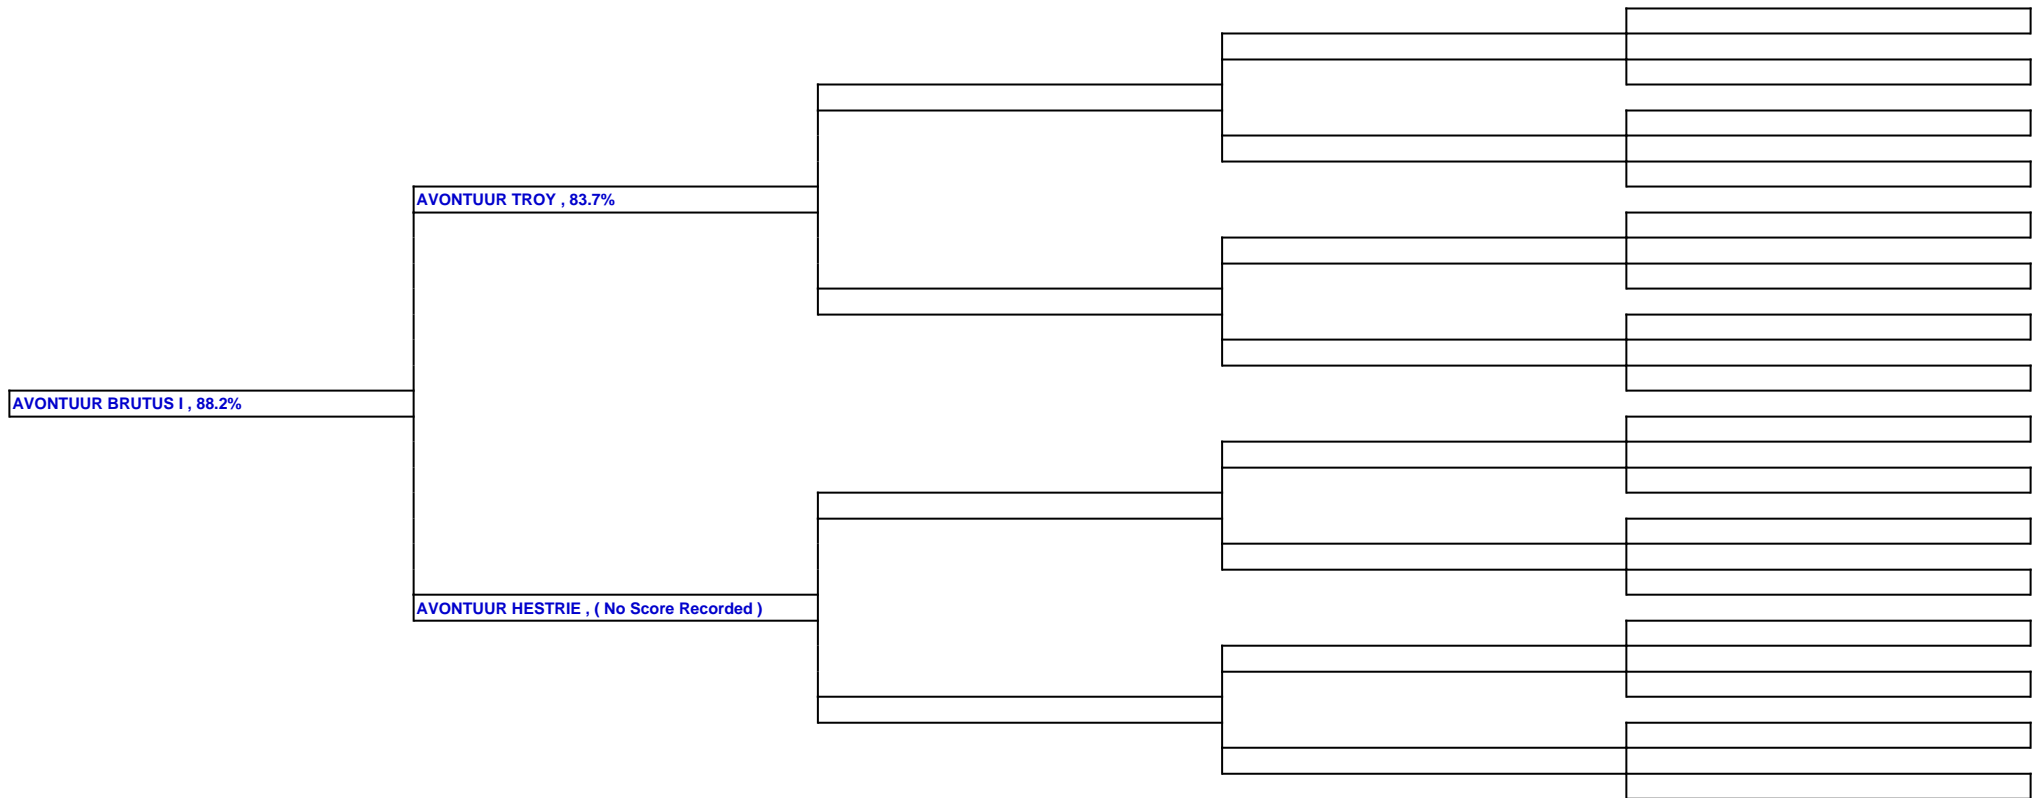 AVONTUUR TROY , 83.7%
AVONTUUR BRUTUS I , 88.2%
AVONTUUR HESTRIE , ( No Score Recorded )